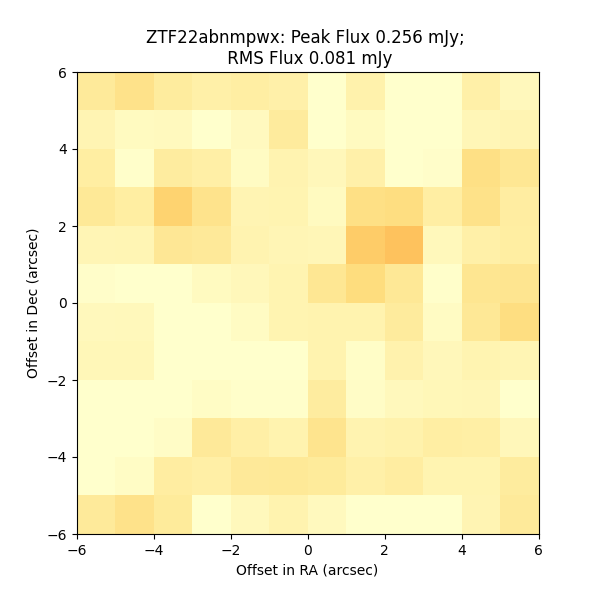 ZTF22abnmpwx: Peak Flux 0.256 mJy;
RMS Flux 0.081 mJy
6
4
2
0
−2
−4
−6
Offset in Dec (arcsec)
−6 −4 −2 0 2 4 6
Offset in RA (arcsec)